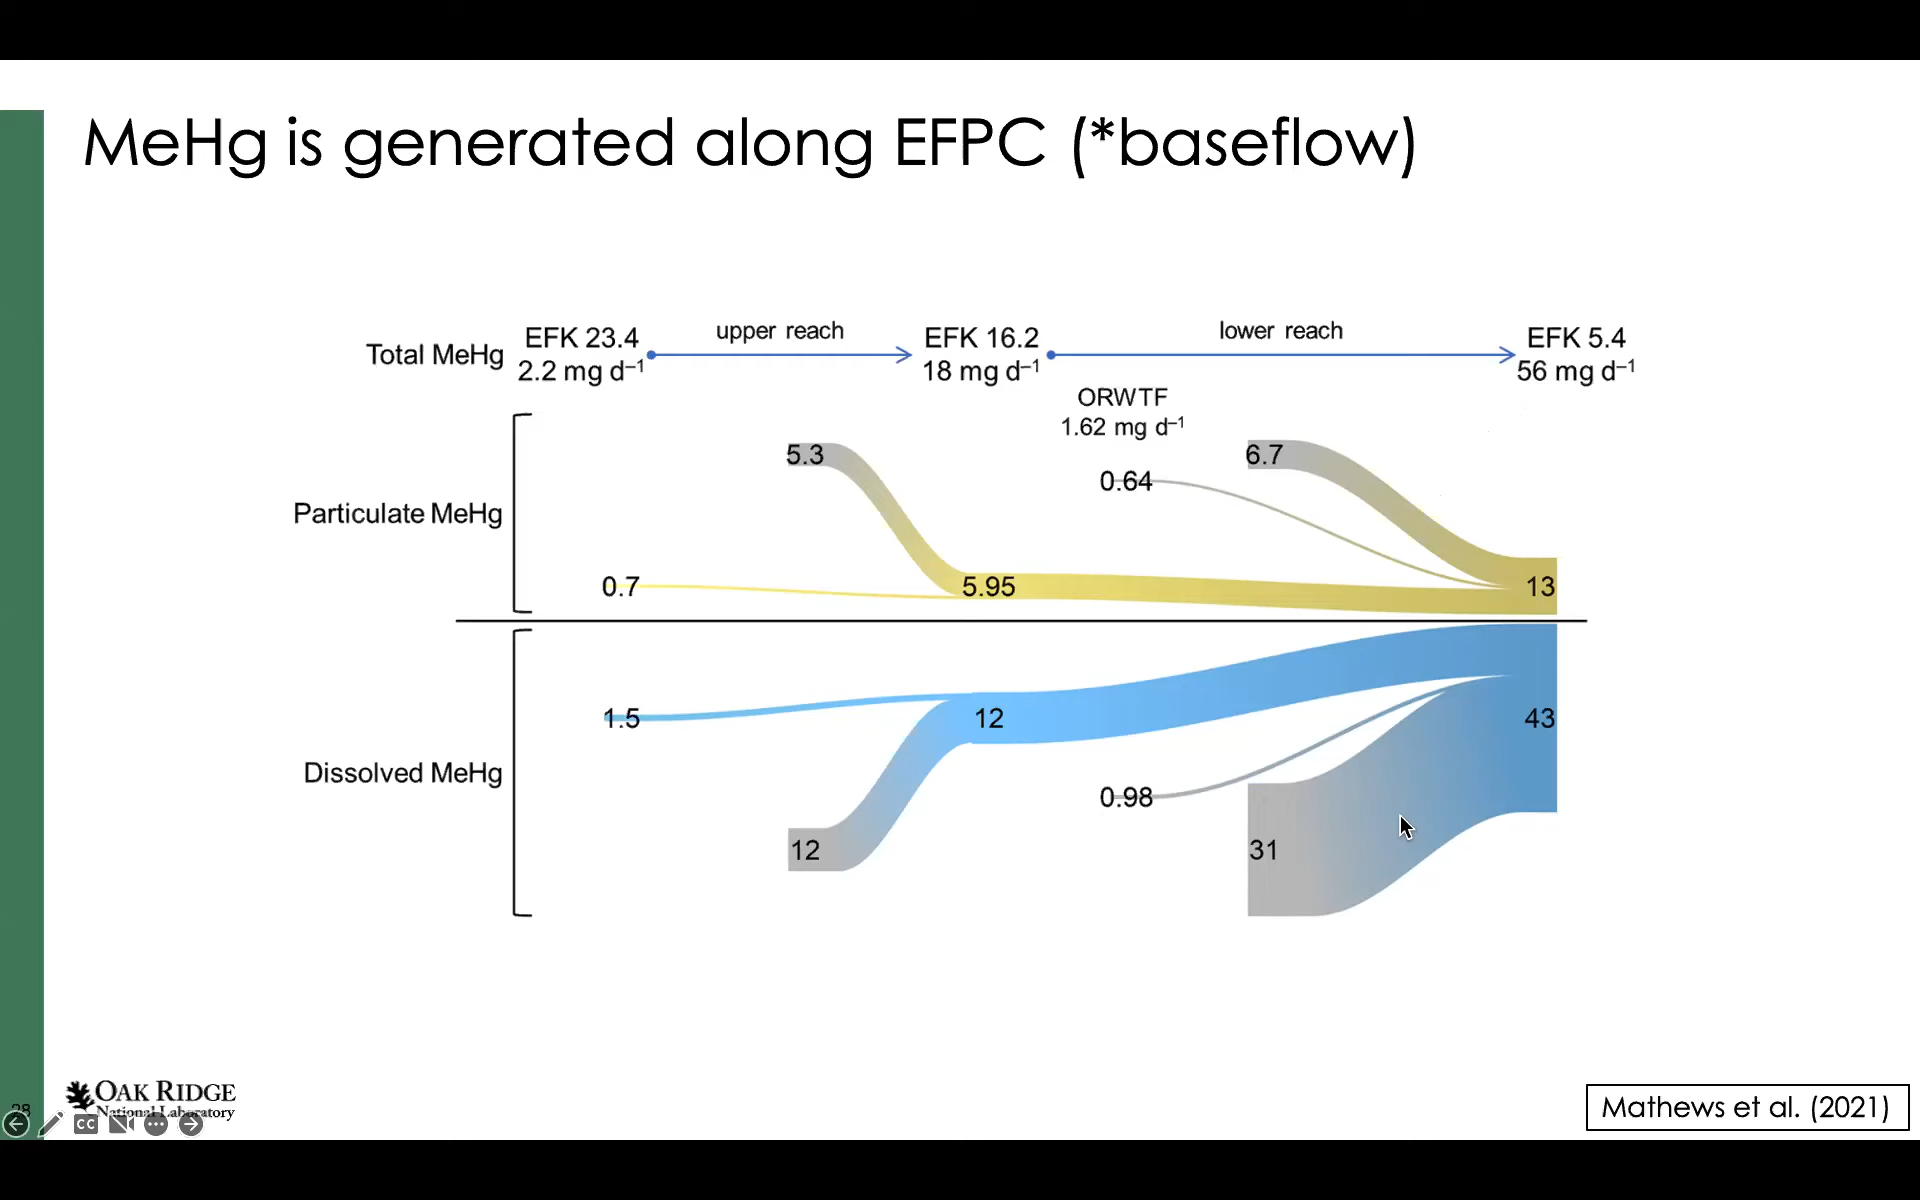 MeHg is generated along EFPC (*baseflow)
Total MeHg
EFK 23.4
2.2 mg d⁻¹
upper reach
EFK 16.2
18 mg d⁻¹
lower reach
EFK 5.4
56 mg d⁻¹
ORWTF
1.62 mg d⁻¹
Particulate MeHg
5.3
0.64
6.7
0.7
5.95
13
Dissolved MeHg
1.5
12
43
0.98
12
31
28
OAK RIDGE
National Laboratory
CC
Mathews et al. (2021)